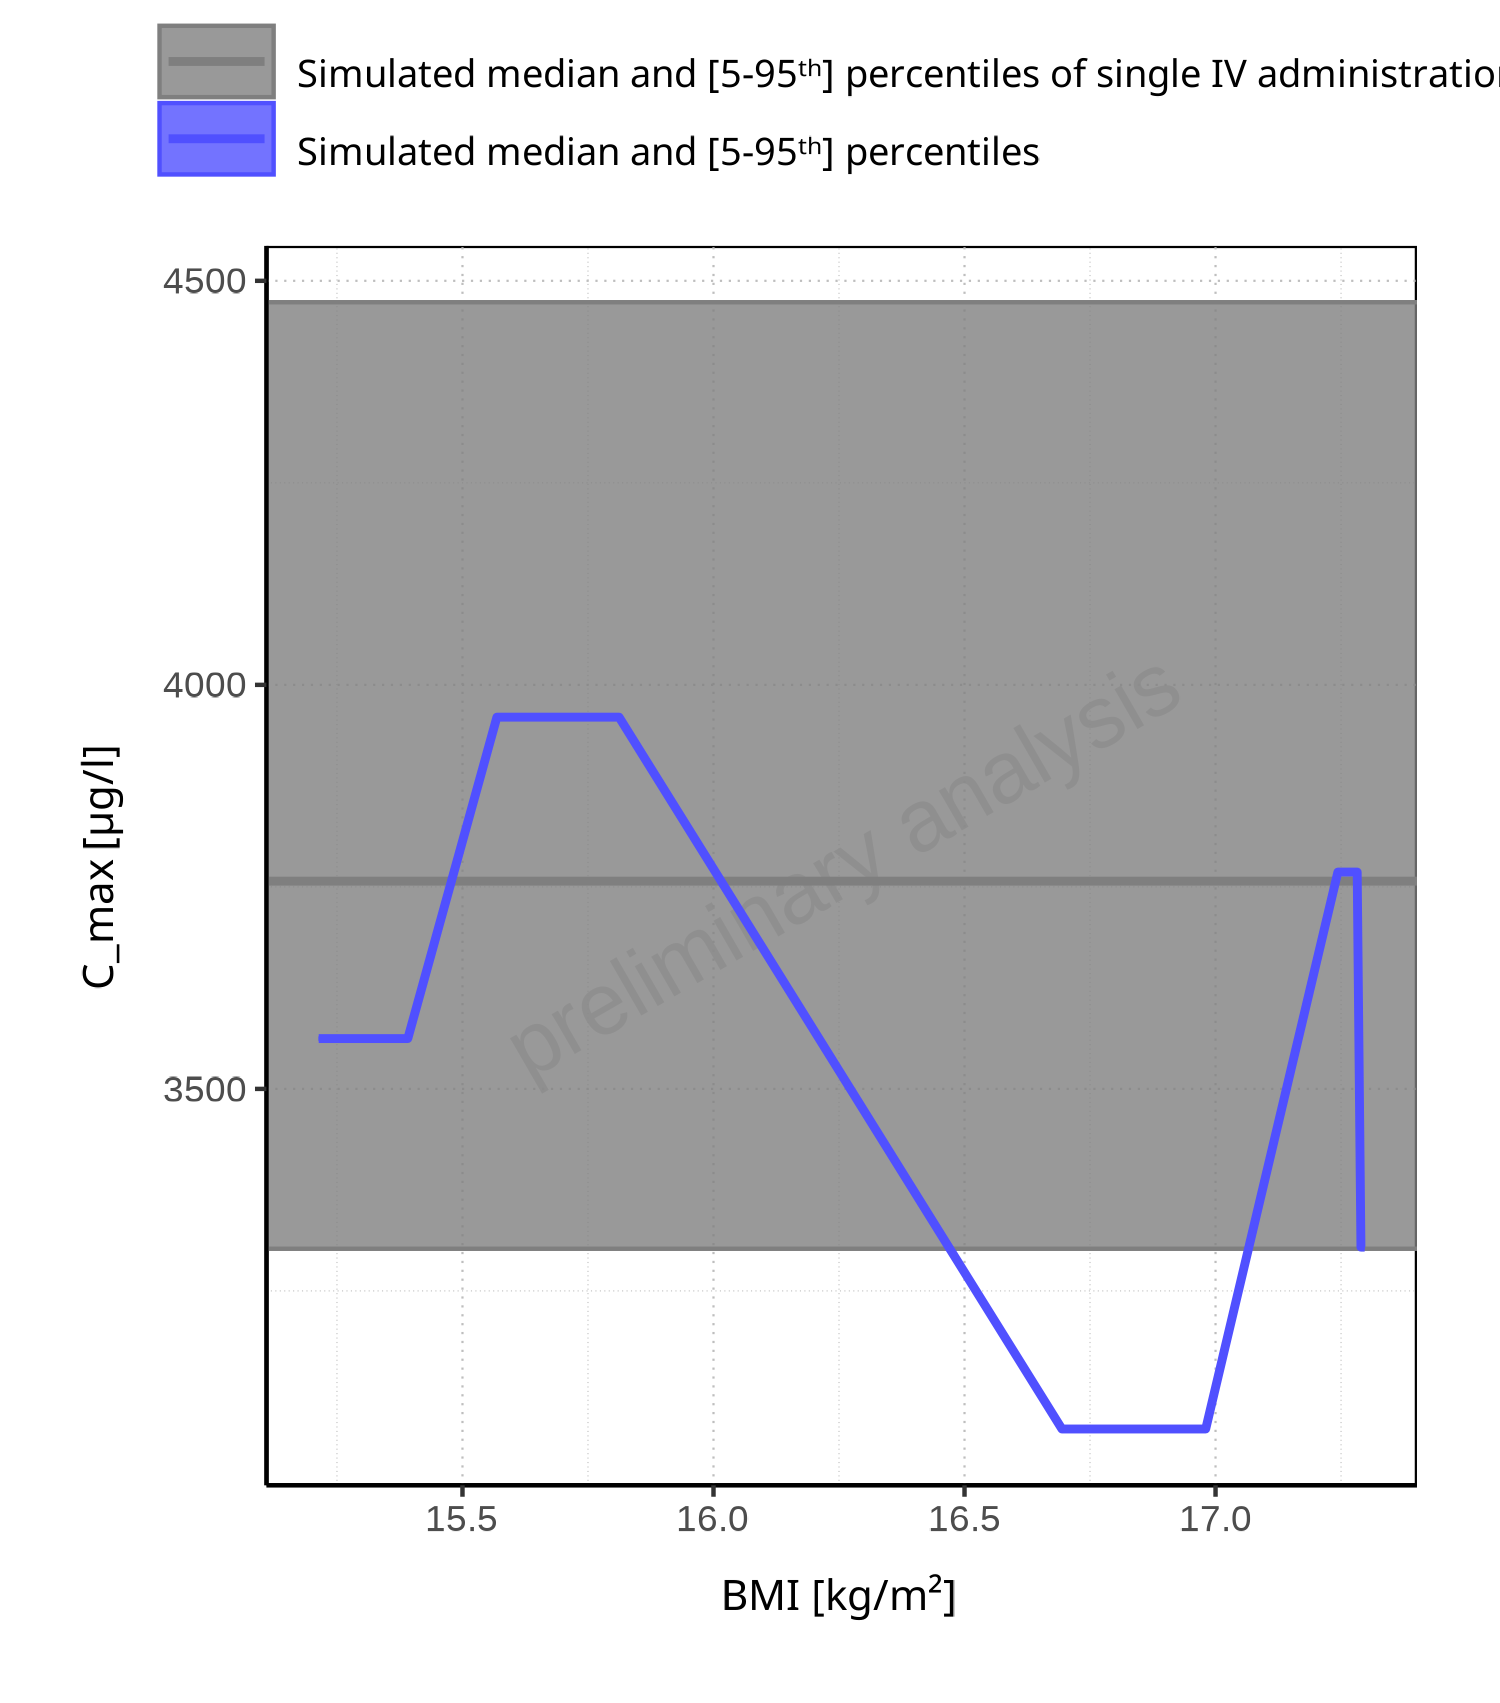 Simulated median and [5-95ᵗʰ] percentiles of single IV administration
Simulated median and [5-95ᵗʰ] percentiles
4500
4000
3500
C_max [µg/l]
preliminary analysis
15.5 16.0 16.5 17.0
BMI [kg/m²]